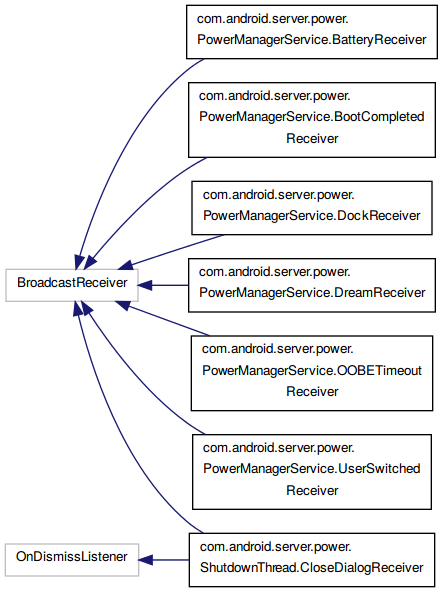 com.android.server.power.
PowerManagerService.BatteryReceiver
com.android.server.power.
PowerManagerService.BootCompleted
Receiver
com.android.server.power.
PowerManagerService.DockReceiver
BroadcastReceiver
com.android.server.power.
PowerManagerService.DreamReceiver
com.android.server.power.
PowerManagerService.OOBETimeout
Receiver
com.android.server.power.
PowerManagerService.UserSwitched
Receiver
OnDismissListener
com.android.server.power.
ShutdownThread.CloseDialogReceiver